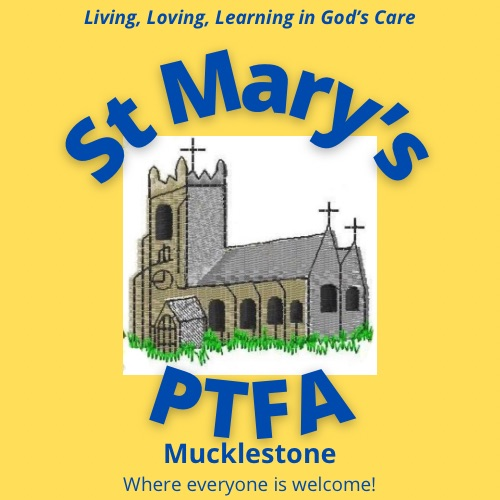 Living, Loving, Learning in God’s Care
St Mary’s
PTFA
Mucklestone
Where everyone is welcome!